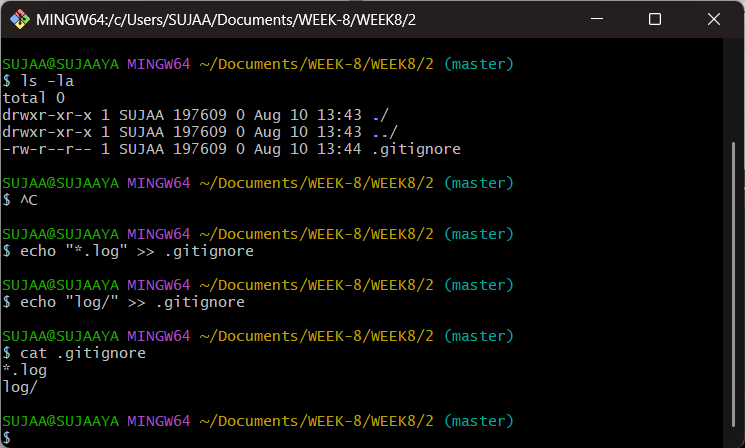 MINGW64:/c/Users/SUJAA/Documents/WEEK-8/WEEK8/2
SUJAA@SUJAAYA MINGW64 ~/Documents/WEEK-8/WEEK8/2 (master)
$ ls -la
total 0
drwxr-xr-x 1 SUJAA 197609 0 Aug 10 13:43 ./
drwxr-xr-x 1 SUJAA 197609 0 Aug 10 13:43 ../
-rw-r--r-- 1 SUJAA 197609 0 Aug 10 13:44 .gitignore
SUJAA@SUJAAYA MINGW64 ~/Documents/WEEK-8/WEEK8/2 (master)
$ ^C
SUJAA@SUJAAYA MINGW64 ~/Documents/WEEK-8/WEEK8/2 (master)
$ echo "*.log" >> .gitignore
SUJAA@SUJAAYA MINGW64 ~/Documents/WEEK-8/WEEK8/2 (master)
$ echo "log/" >> .gitignore
SUJAA@SUJAAYA MINGW64 ~/Documents/WEEK-8/WEEK8/2 (master)
$ cat .gitignore
*.log
log/
SUJAA@SUJAAYA MINGW64 ~/Documents/WEEK-8/WEEK8/2 (master)
$